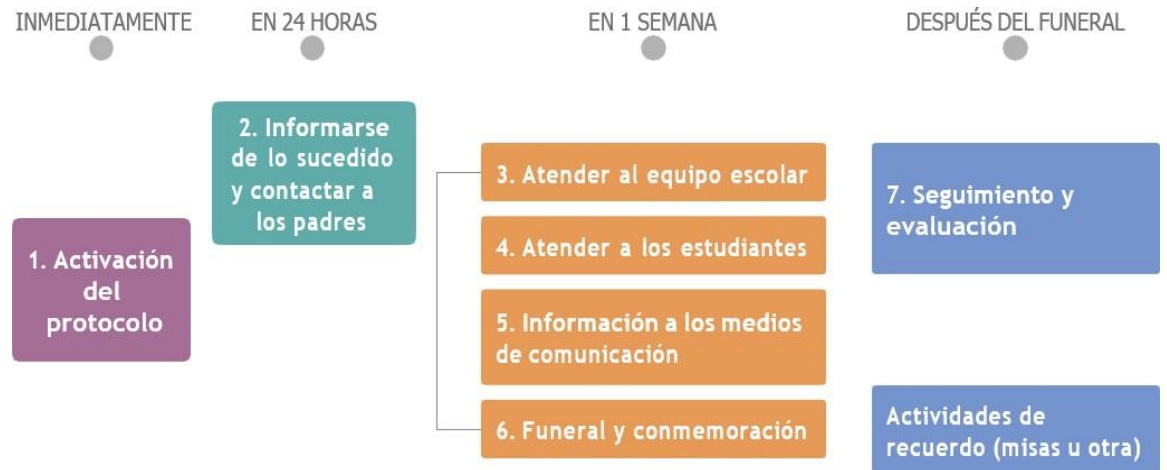 INMEDIATAMENTE
EN 24 HORAS
EN 1 SEMANA
DESPUÉS DEL FUNERAL
1. Activación
del
protocolo
2. Informarse
de lo sucedido
y contactar a
los padres
3. Atender al equipo escolar
4. Atender a los estudiantes
5. Información a los medios
de comunicación
6. Funeral y conmemoración
7. Seguimiento y
evaluación
Actividades de
recuerdo (misas u otra)